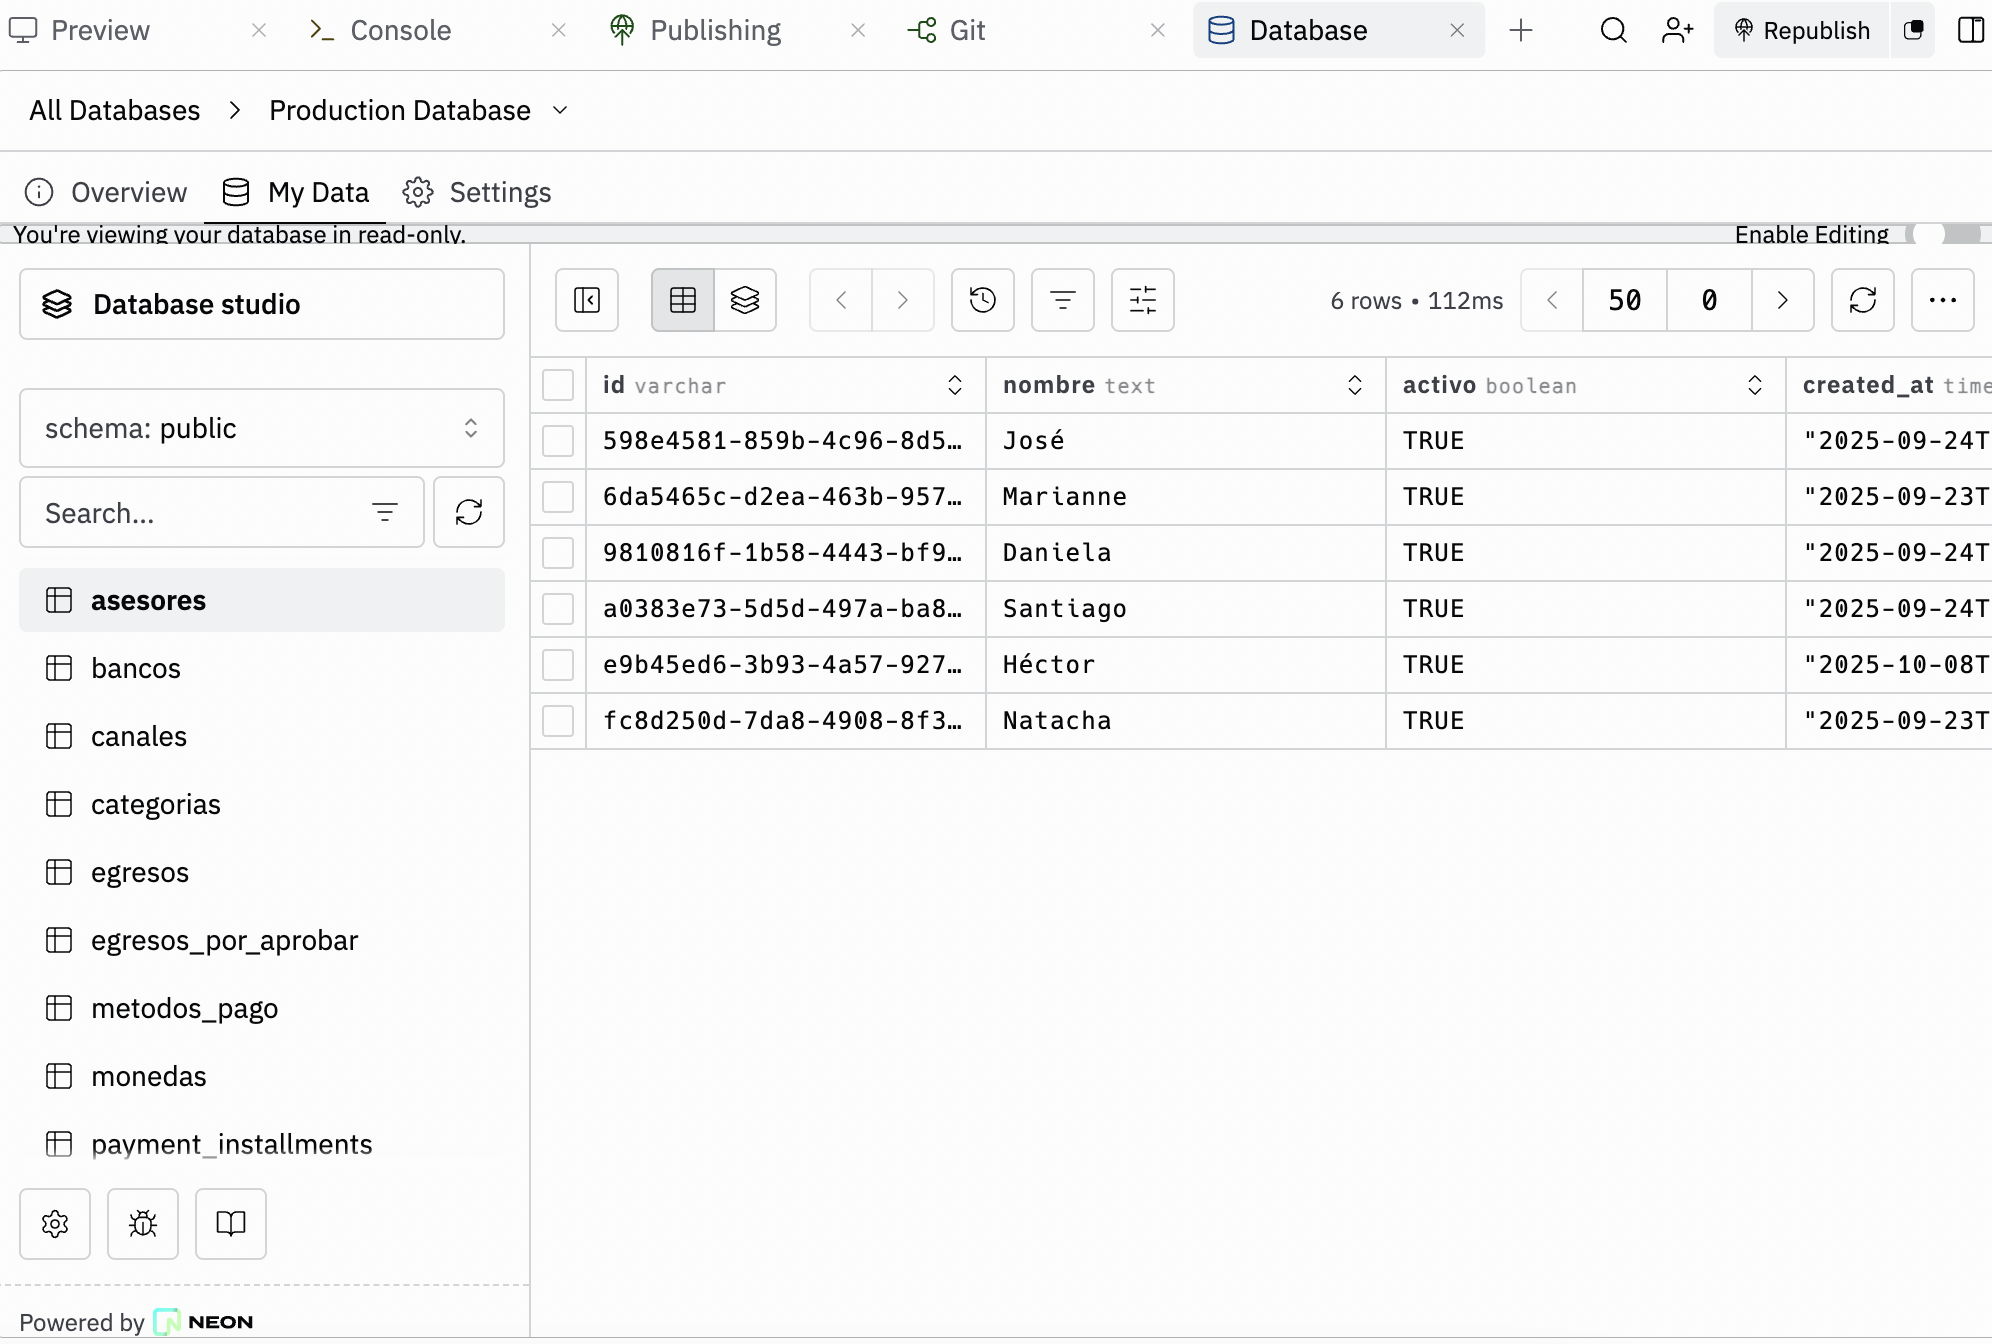 Preview Console Publishing Git Database Republish
All Databases Production Database
Overview My Data Settings
You're viewing your database in read-only. Enable Editing
Database studio
6 rows • 112ms 50 0
schema: public
Search...
asesores
bancos
canales
categorias
egresos
egresos_por_aprobar
metodos_pago
monedas
payment_installments
Powered by NEON
id varchar nombre text activo boolean created_at time
598e4581-859b-4c96-8d5… José TRUE "2025-09-24T
6da5465c-d2ea-463b-957… Marianne TRUE "2025-09-23T
9810816f-1b58-4443-bf9… Daniela TRUE "2025-09-24T
a0383e73-5d5d-497a-ba8… Santiago TRUE "2025-09-24T
e9b45ed6-3b93-4a57-927… Héctor TRUE "2025-10-08T
fc8d250d-7da8-4908-8f3… Natacha TRUE "2025-09-23T